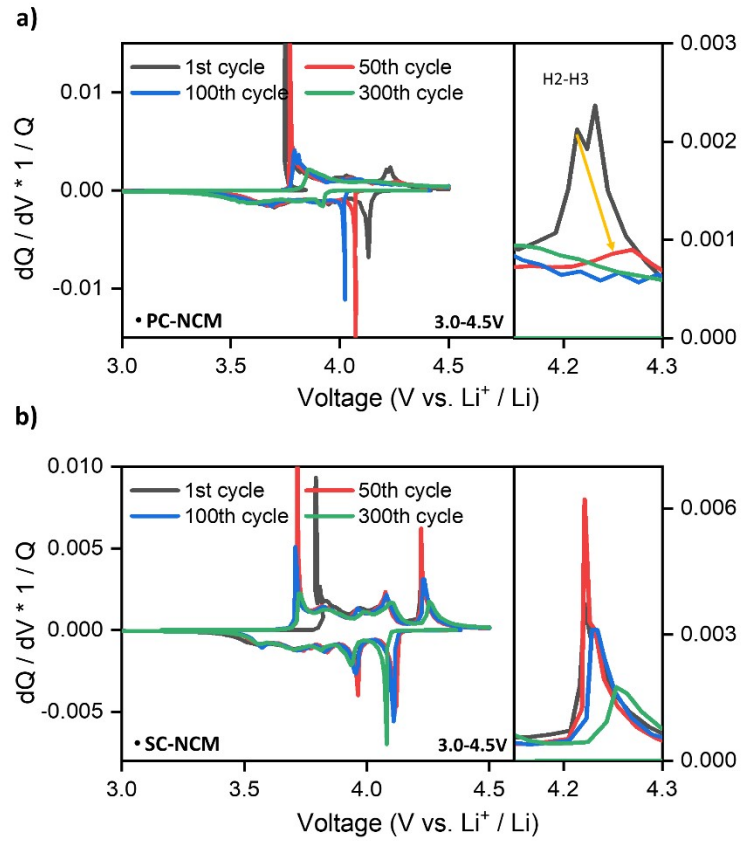 a)
1st cycle 50th cycle
100th cycle 300th cycle
H2-H3
0.01
0.00
-0.01
dQ / dV * 1 / Q
• PC-NCM 3.0-4.5V
0.003
0.002
0.001
0.000
3.0 3.5 4.0 4.5 4.2 4.3
Voltage (V vs. Li⁺ / Li)
b)
1st cycle 50th cycle
100th cycle 300th cycle
0.010
0.005
0.000
-0.005
dQ / dV * 1 / Q
• SC-NCM 3.0-4.5V
0.006
0.003
0.000
3.0 3.5 4.0 4.5 4.2 4.3
Voltage (V vs. Li⁺ / Li)